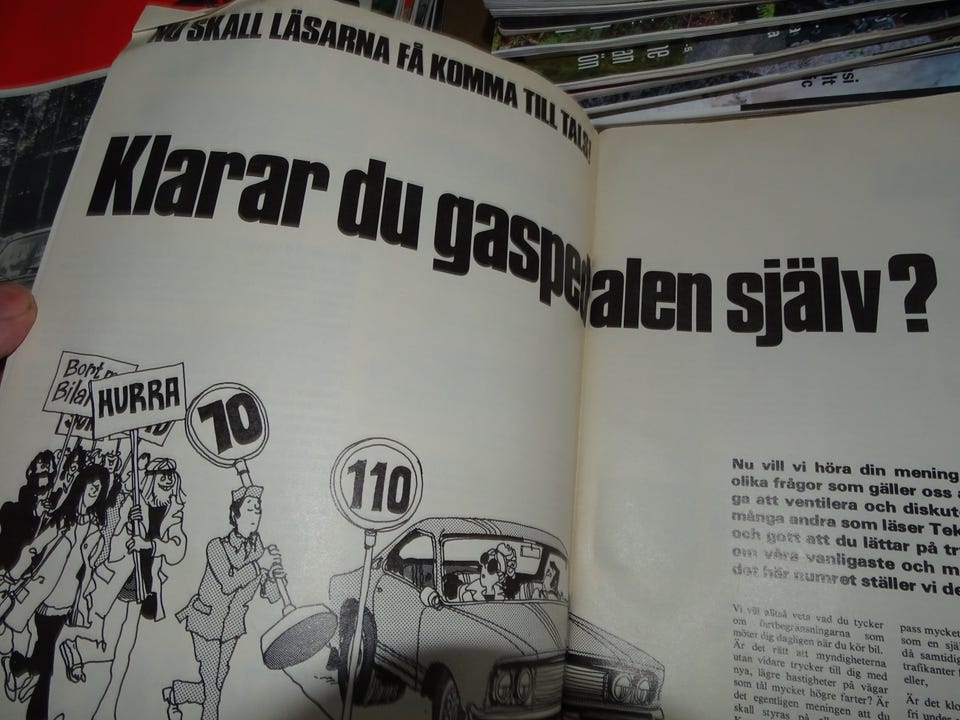 NU SKALL LÄSARNA FÅ KOMMA TILL TALS!
Klarar du gaspedalen själv?
Bort
Bilar
HURRA
70
110
Nu vill vi höra din mening
olika frågor som gäller oss
ga att ventilera och diskut
många andra som läser Tek
och gott att du lättar på tr
om våra vanligaste och m
det här numret ställer vi de
Vi vill alltså veta vad du tycker
om fartbegränsningarna som
möter dig dagligen när du kör bil.
Är det rätt att myndigheterna
utan vidare trycker till dig med
nya, lägre hastigheter på vägar
som tål mycket högre farter? Är
det egentligen meningen att du
skall styras på
pass mycket
som en sjä
då samtidig
trafikanter
eller,
Är det klo
fri under